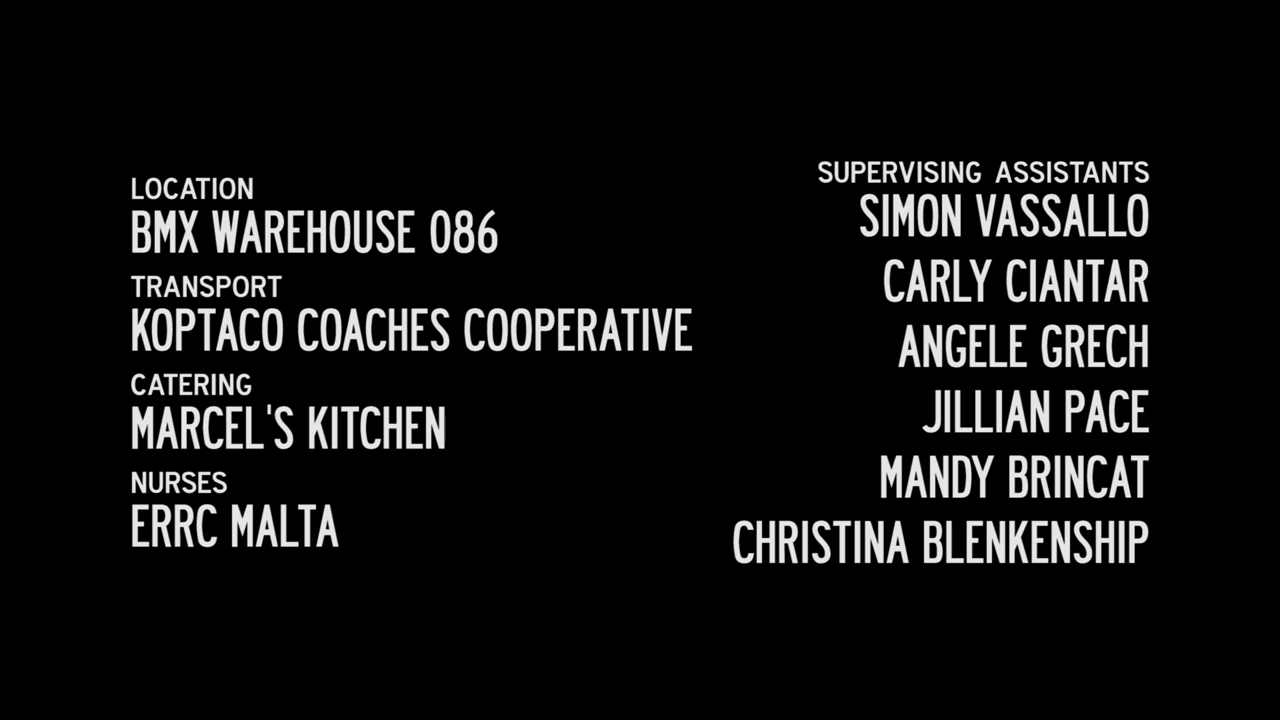 LOCATION
BMX WAREHOUSE 086
TRANSPORT
KOPTACO COACHES COOPERATIVE
CATERING
MARCEL'S KITCHEN
NURSES
ERRC MALTA
SUPERVISING ASSISTANTS
SIMON VASSALLO
CARLY CIANTAR
ANGELE GRECH
JILLIAN PACE
MANDY BRINCAT
CHRISTINA BLENKENSHIP